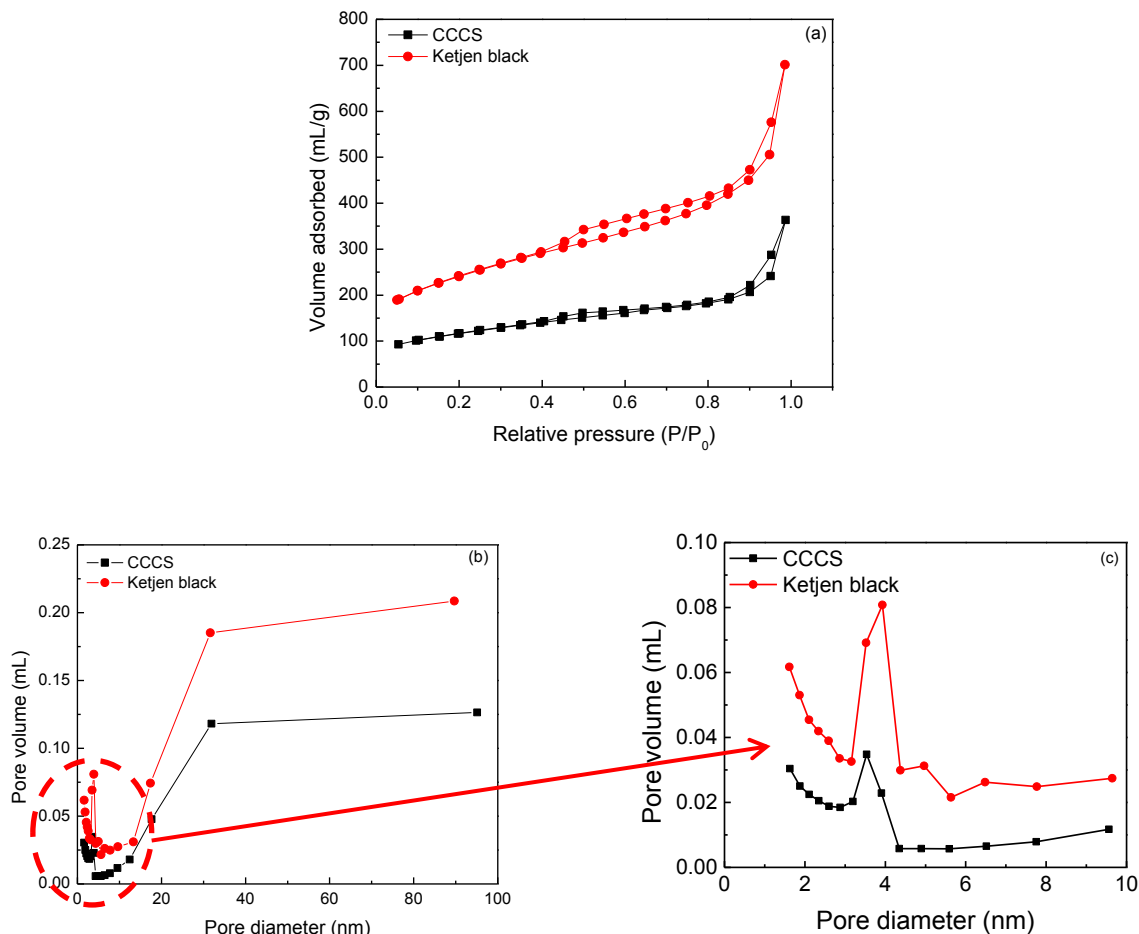 (a)
CCCS
Ketjen black
800
700
600
500
400
300
200
100
0
Volume adsorbed (mL/g)
0.0 0.2 0.4 0.6 0.8 1.0
Relative pressure (P/P0)
(b)
CCCS
Ketjen black
0.25
0.20
0.15
0.10
0.05
0.00
Pore volume (mL)
0 20 40 60 80 100
Pore diameter (nm)
(c)
CCCS
Ketjen black
0.10
0.08
0.06
0.04
0.02
0.00
Pore volume (mL)
0 2 4 6 8 10
Pore diameter (nm)